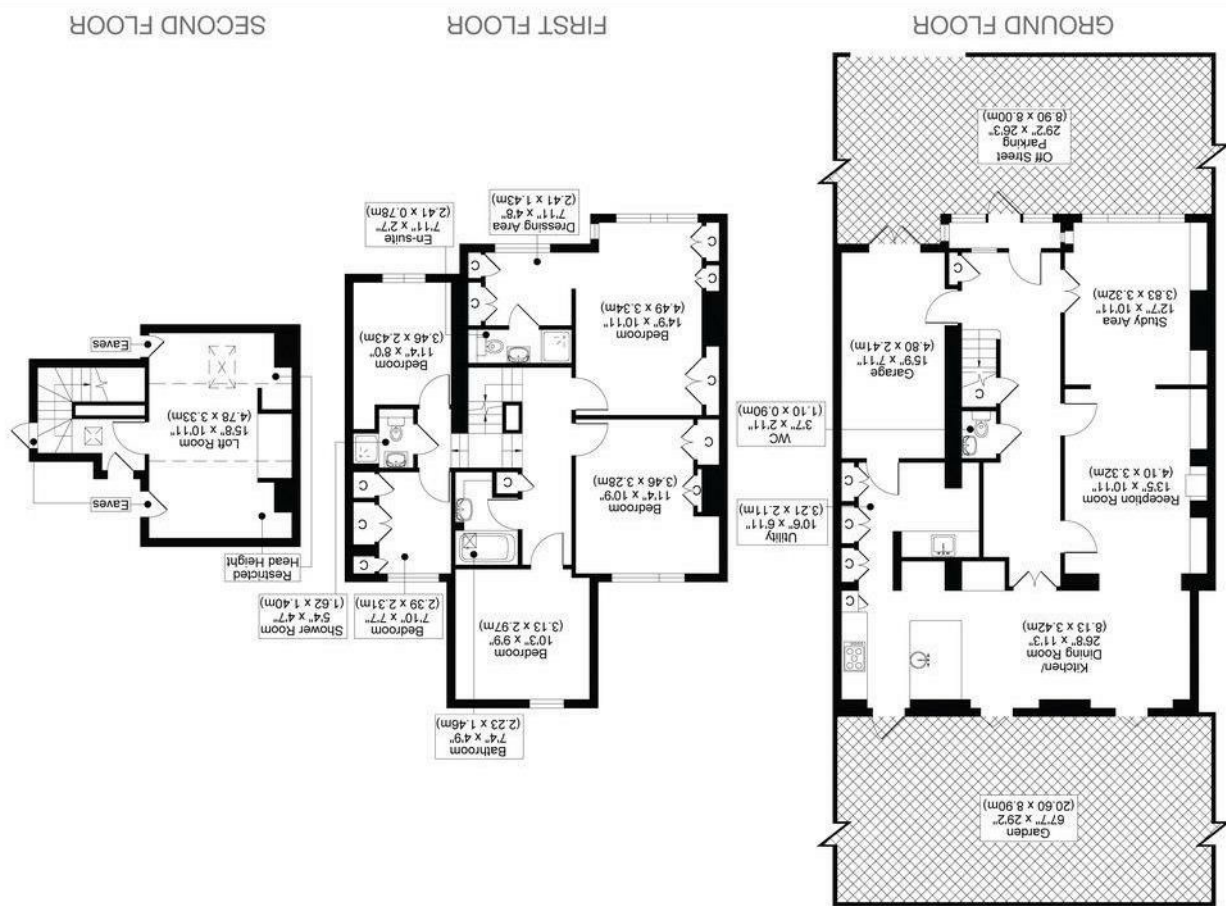 GROUND FLOOR
Off Street
Parking
29'2" x 26'3"
(8.90 x 8.00m)
Study Area
12'7" x 10'11"
(3.83 x 3.32m)
C
Garage
15'9" x 7'11"
(4.80 x 2.41m)
C
WC
3'7" x 2'11"
(1.10 x 0.90m)
Reception Room
13'5" x 10'11"
(4.10 x 3.32m)
Utility
10'6" x 6'11"
(3.21 x 2.11m)
C
C
C
C
Kitchen/
Dining Room
26'8" x 11'3"
(8.13 x 3.42m)
Garden
67'7" x 29'2"
(20.60 x 8.90m)
FIRST FLOOR
Dressing Area
7'11" x 4'8"
(2.41 x 1.43m)
En-suite
7'11" x 2'7"
(2.41 x 0.78m)
C
C
C
C
C
Bedroom
14'9" x 10'11"
(4.49 x 3.34m)
Bedroom
11'4" x 8'0"
(3.46 x 2.43m)
Bedroom
11'4" x 10'9"
(3.46 x 3.28m)
C
C
C
C
C
C
Bedroom
10'3" x 9'9"
(3.13 x 2.97m)
Bedroom
7'10" x 7'7"
(2.39 x 2.31m)
Shower Room
5'4" x 4'7"
(1.62 x 1.40m)
Bathroom
7'4" x 4'9"
(2.23 x 1.46m)
SECOND FLOOR
Eaves
Loft Room
15'8" x 10'11"
(4.78 x 3.33m)
Eaves
Restricted
Head Height